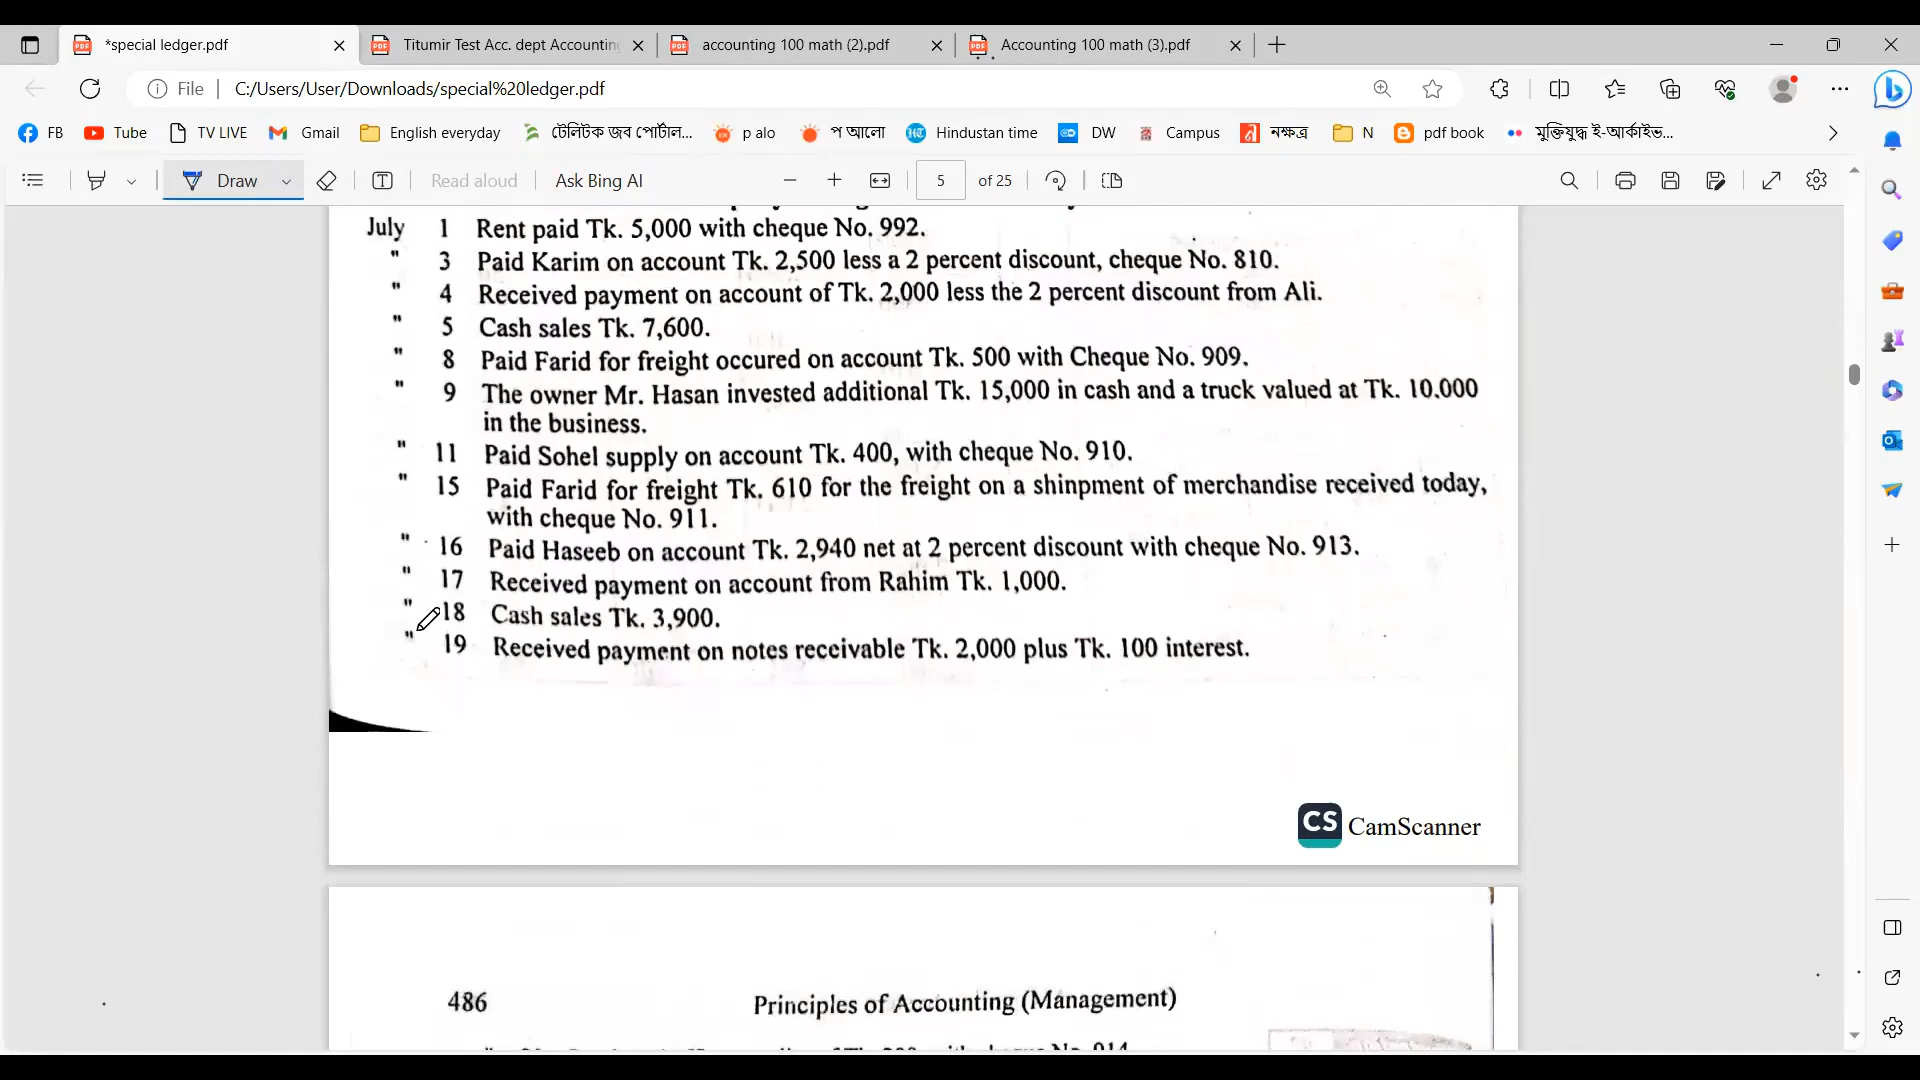 *special ledger.pdf
Titumir Test Acc. dept Accounting
accounting 100 math (2).pdf
Accounting 100 math (3).pdf
File C:/Users/User/Downloads/special%20ledger.pdf
FB Tube TV LIVE Gmail English everyday টেলিটক জব পোর্টাল... p alo প আলো Hindustan time DW Campus নক্ষত্র N pdf book মুক্তিযুদ্ধ ই-আর্কাইভ...
Draw Read aloud Ask Bing AI 5 of 25
July 1 Rent paid Tk. 5,000 with cheque No. 992.
" 3 Paid Karim on account Tk. 2,500 less a 2 percent discount, cheque No. 810.
" 4 Received payment on account of Tk. 2,000 less the 2 percent discount from Ali.
" 5 Cash sales Tk. 7,600.
" 8 Paid Farid for freight occured on account Tk. 500 with Cheque No. 909.
" 9 The owner Mr. Hasan invested additional Tk. 15,000 in cash and a truck valued at Tk. 10.000
in the business.
" 11 Paid Sohel supply on account Tk. 400, with cheque No. 910.
" 15 Paid Farid for freight Tk. 610 for the freight on a shinpment of merchandise received today,
with cheque No. 911.
" 16 Paid Haseeb on account Tk. 2,940 net at 2 percent discount with cheque No. 913.
" 17 Received payment on account from Rahim Tk. 1,000.
" 18 Cash sales Tk. 3,900.
" 19 Received payment on notes receivable Tk. 2,000 plus Tk. 100 interest.
CS CamScanner
486 Principles of Accounting (Management)